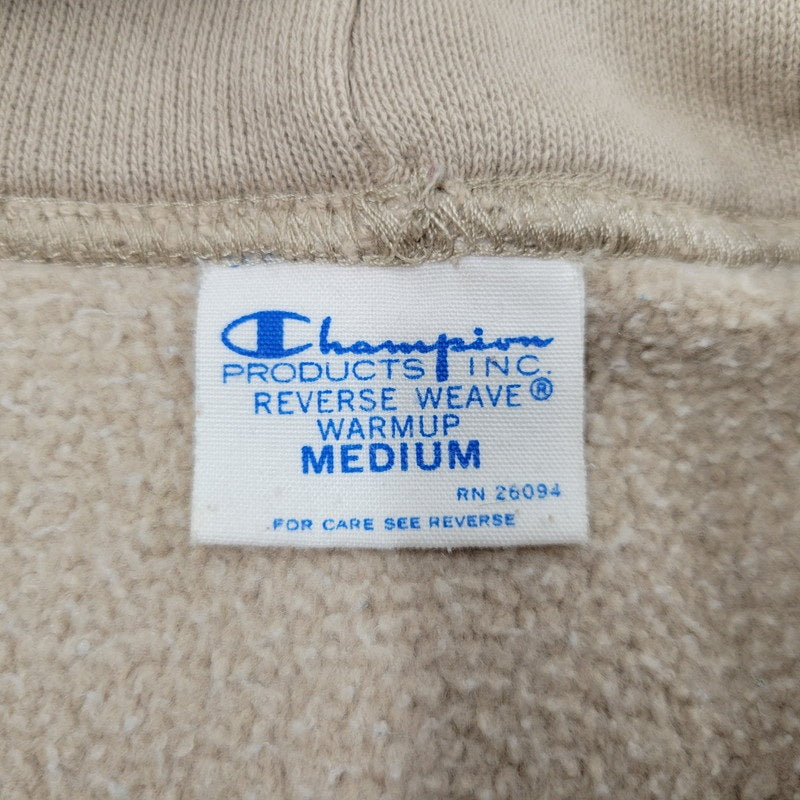 Champion
PRODUCTS INC.
REVERSE WEAVE®
WARMUP
MEDIUM
RN 26094
FOR CARE SEE REVERSE